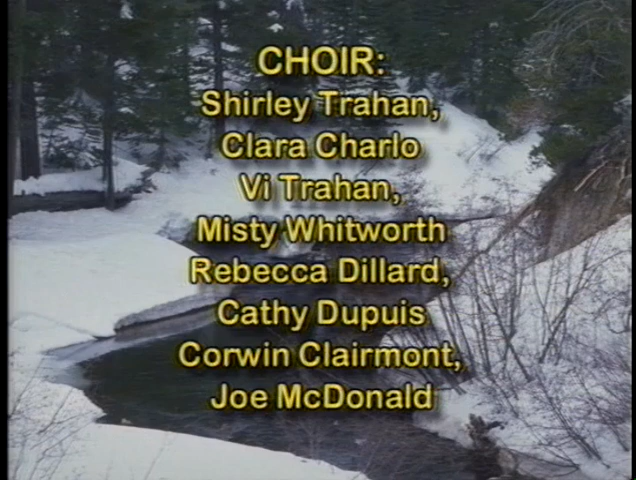 CHOIR:
Shirley Trahan,
Clara Charlo
Vi Trahan,
Misty Whitworth
Rebecca Dillard,
Cathy Dupuis
Corwin Clairmont,
Joe McDonald